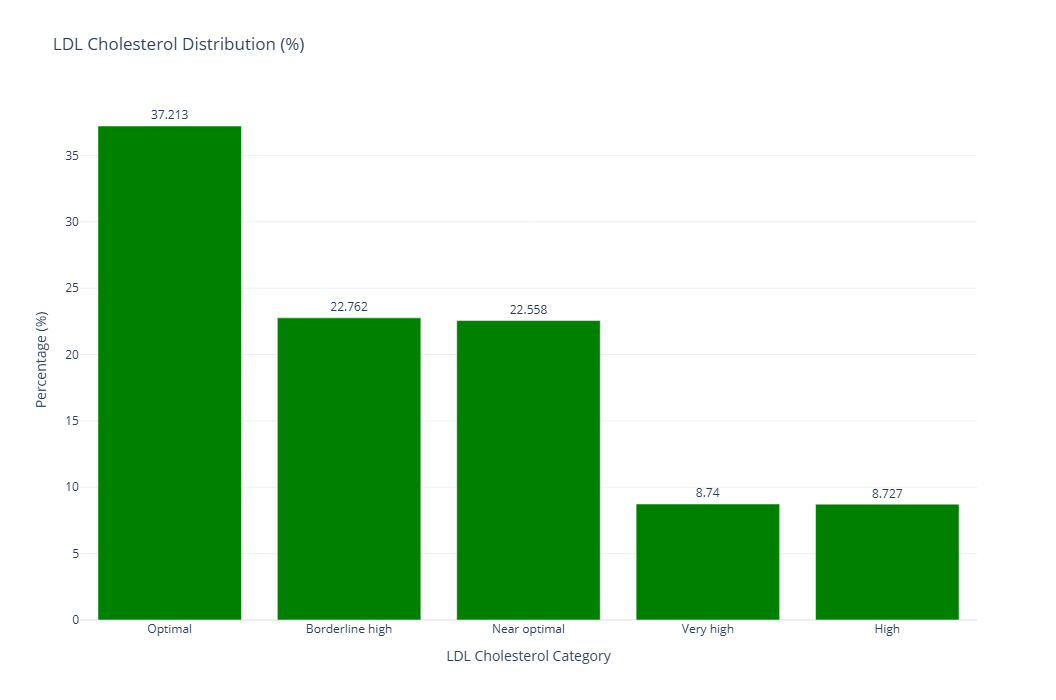 LDL Cholesterol Distribution (%)
37.213
22.762
22.558
8.74
8.727
35
30
25
20
15
10
5
0
Percentage (%)
Optimal
Borderline high
Near optimal
Very high
High
LDL Cholesterol Category